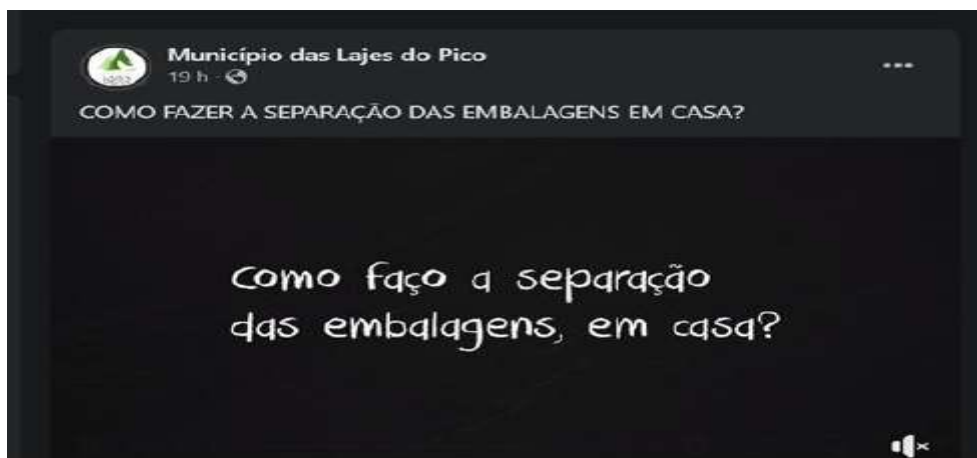 Município das Lajes do Pico
19 h
COMO FAZER A SEPARAÇÃO DAS EMBALAGENS EM CASA?
Como faço a separação
das embalagens, em casa?